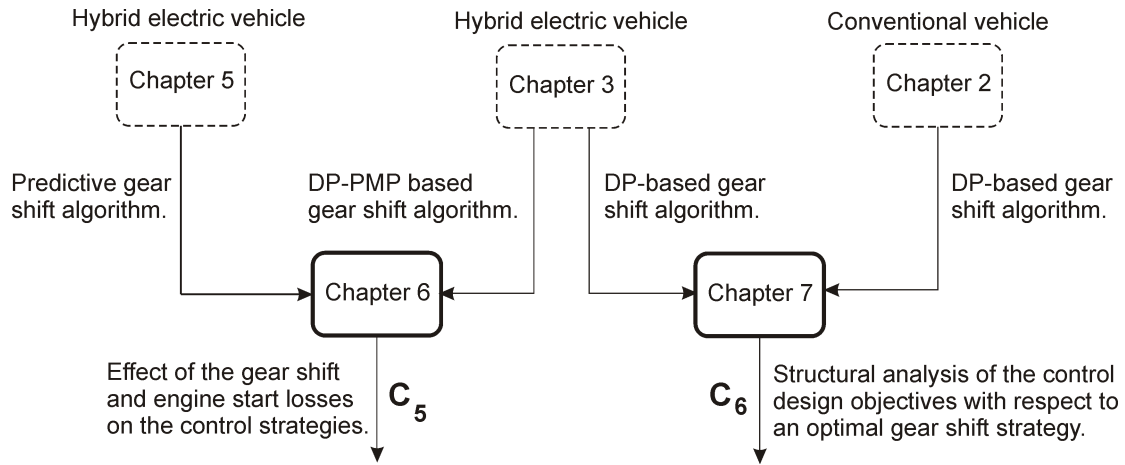 Hybrid electric vehicle
Hybrid electric vehicle
Conventional vehicle
Chapter 5
Chapter 3
Chapter 2
Predictive gear
shift algorithm.
DP-PMP based
gear shift algorithm.
DP-based gear
shift algorithm.
DP-based gear
shift algorithm.
Chapter 6
Chapter 7
Effect of the gear shift
and engine start losses
on the control strategies.
C5
C6
Structural analysis of the control
design objectives with respect to
an optimal gear shift strategy.